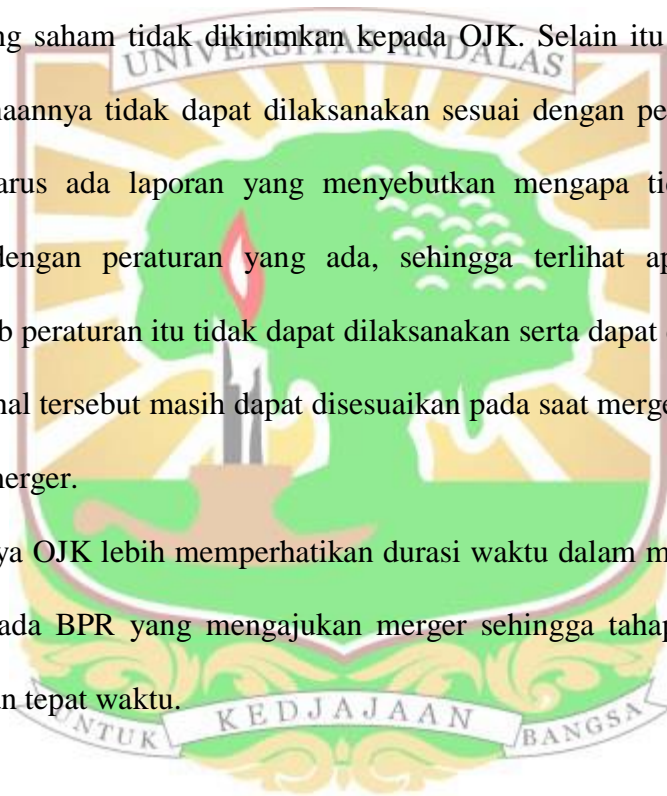 ng saham tidak dikirimkan kepada OJK. Selain itu
UNIVERSITAS ANDALAS
naannya tidak dapat dilaksanakan sesuai dengan pe
arus ada laporan yang menyebutkan mengapa ti
dengan peraturan yang ada, sehingga terlihat ap
b peraturan itu tidak dapat dilaksanakan serta dapat
hal tersebut masih dapat disesuaikan pada saat merge
merger.
ya OJK lebih memperhatikan durasi waktu dalam m
ada BPR yang mengajukan merger sehingga tahap
an tepat waktu.
UNTUK KEDJAJAAN BANGSA